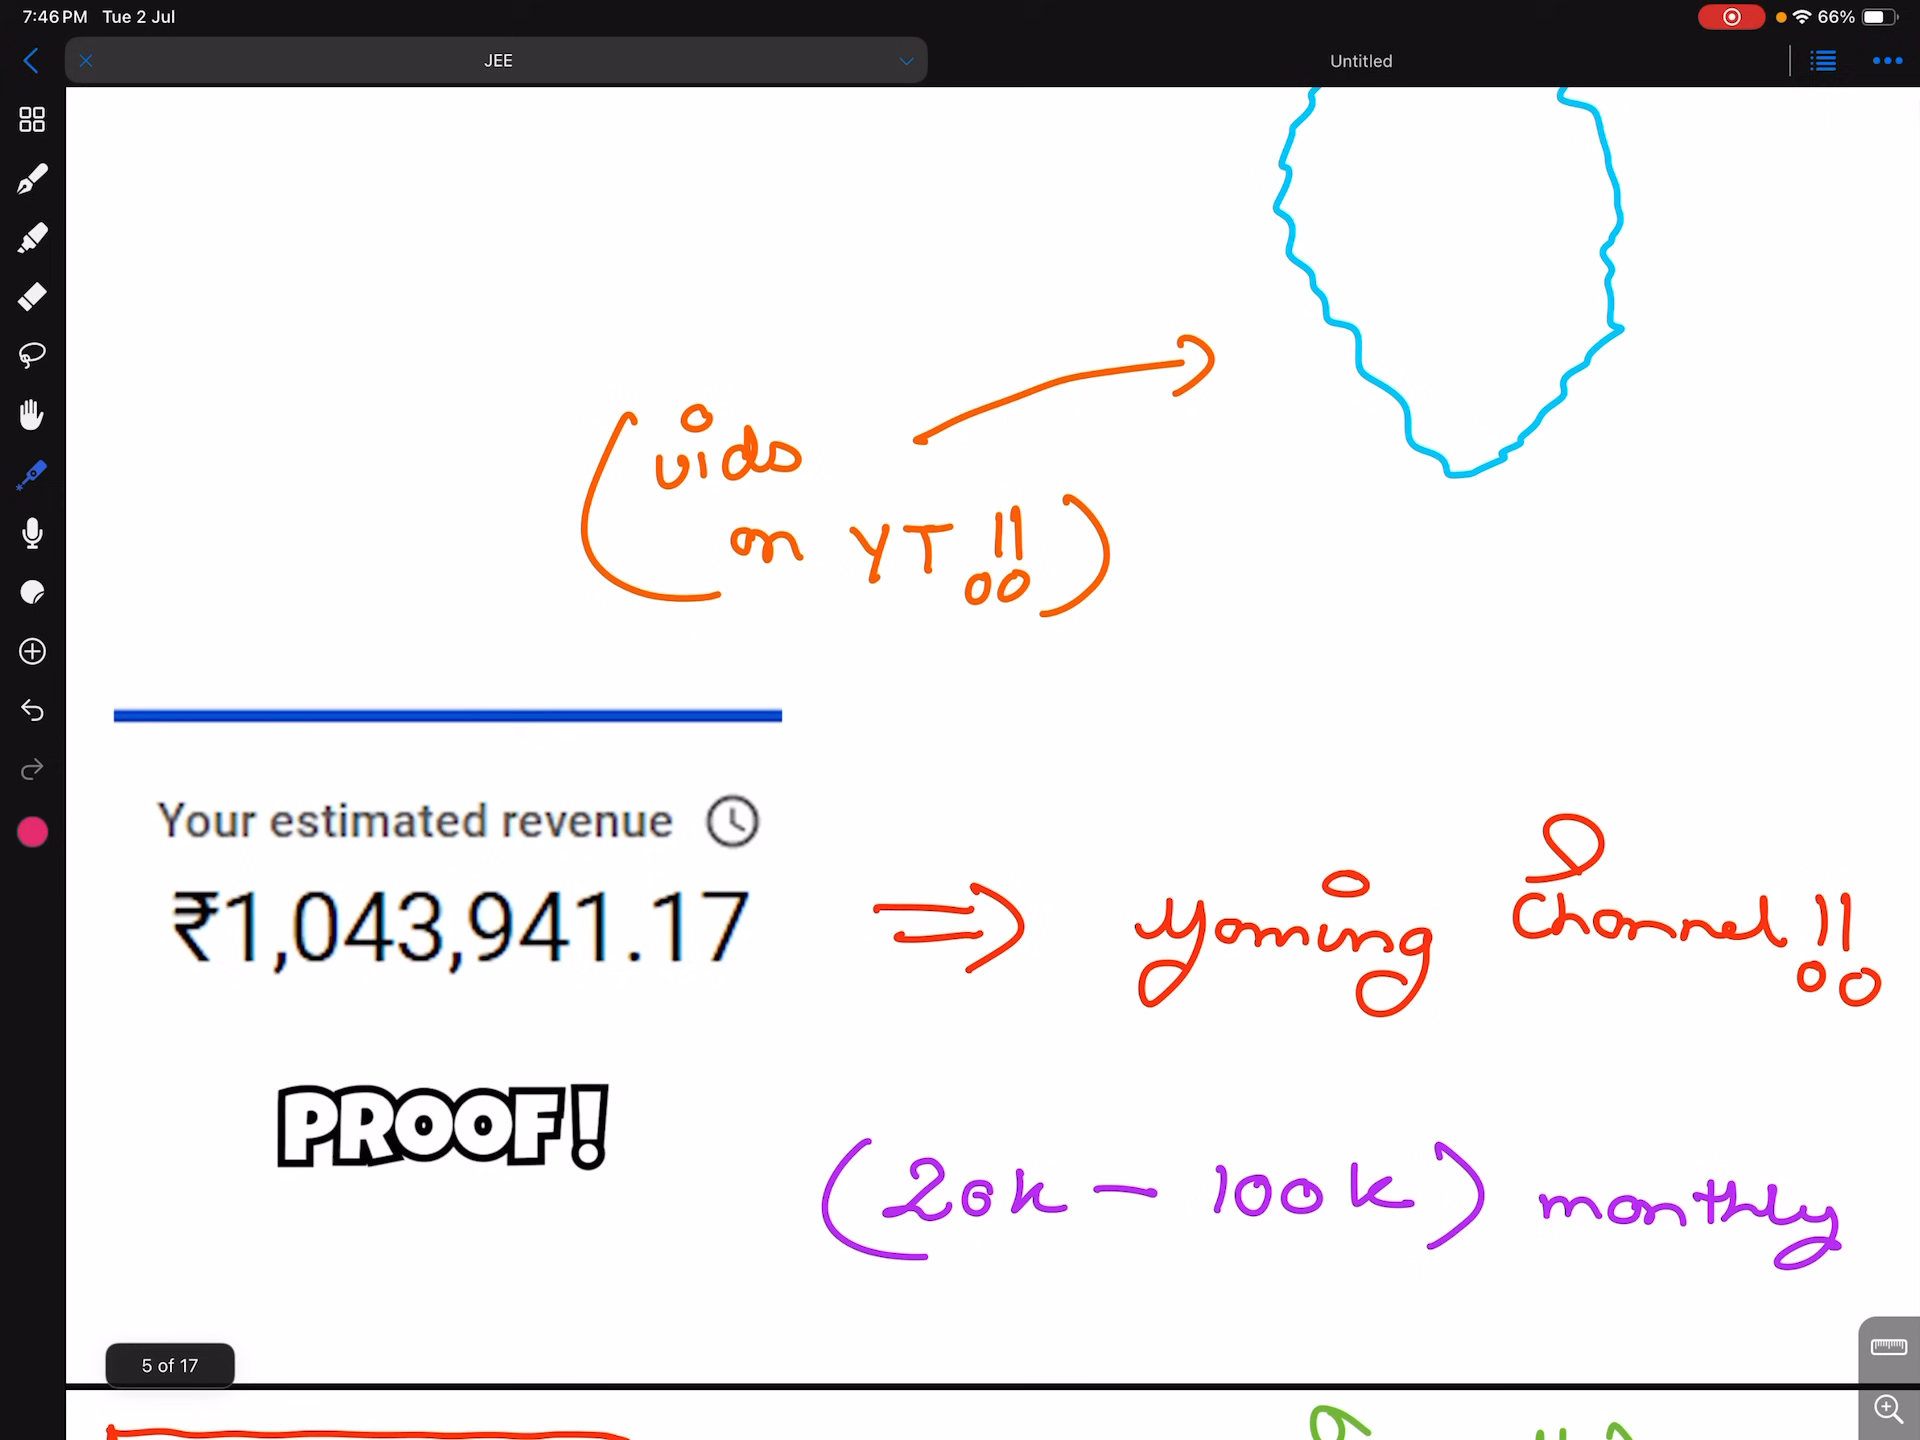 7:46 PM Tue 2 Jul
66%
JEE
Untitled
(vids
on YT !!)
Your estimated revenue
₹1,043,941.17
⇒ gaming channel !!
PROOF!
(20k - 100k) monthly
5 of 17